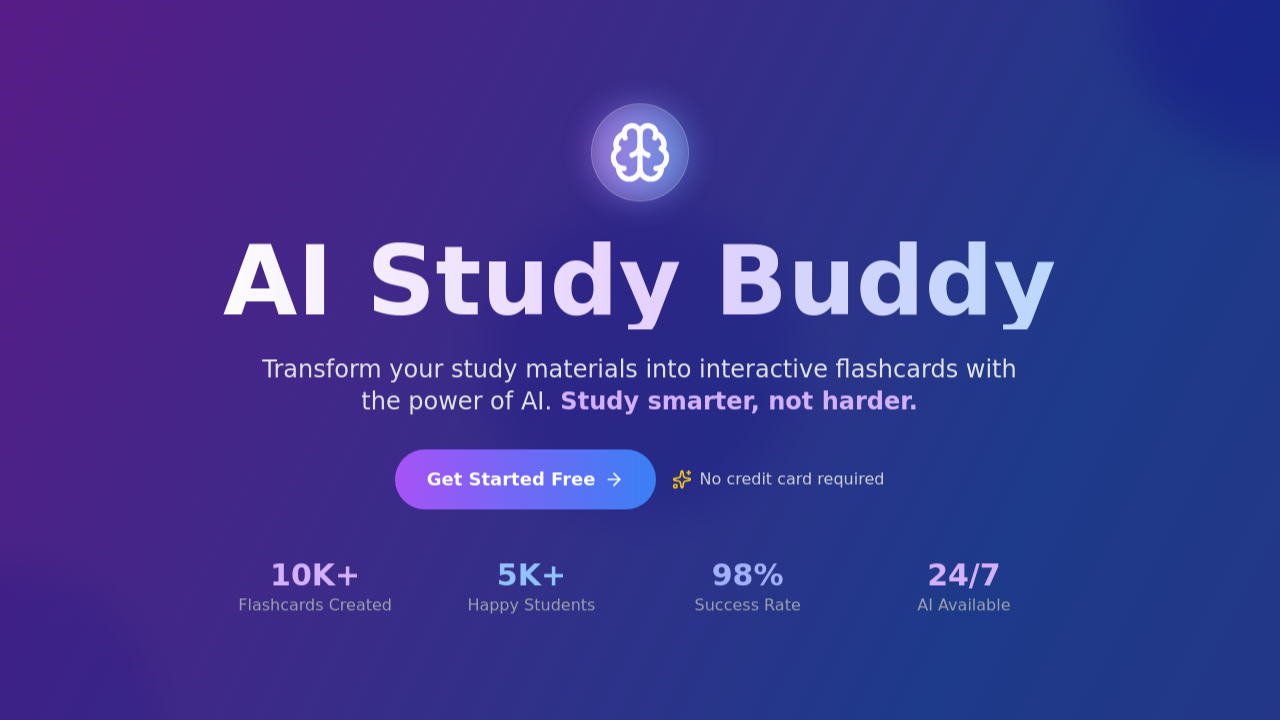 AI Study Buddy
Transform your study materials into interactive flashcards with
the power of AI. Study smarter, not harder.
Get Started Free
No credit card required
10K+
Flashcards Created
5K+
Happy Students
98%
Success Rate
24/7
AI Available